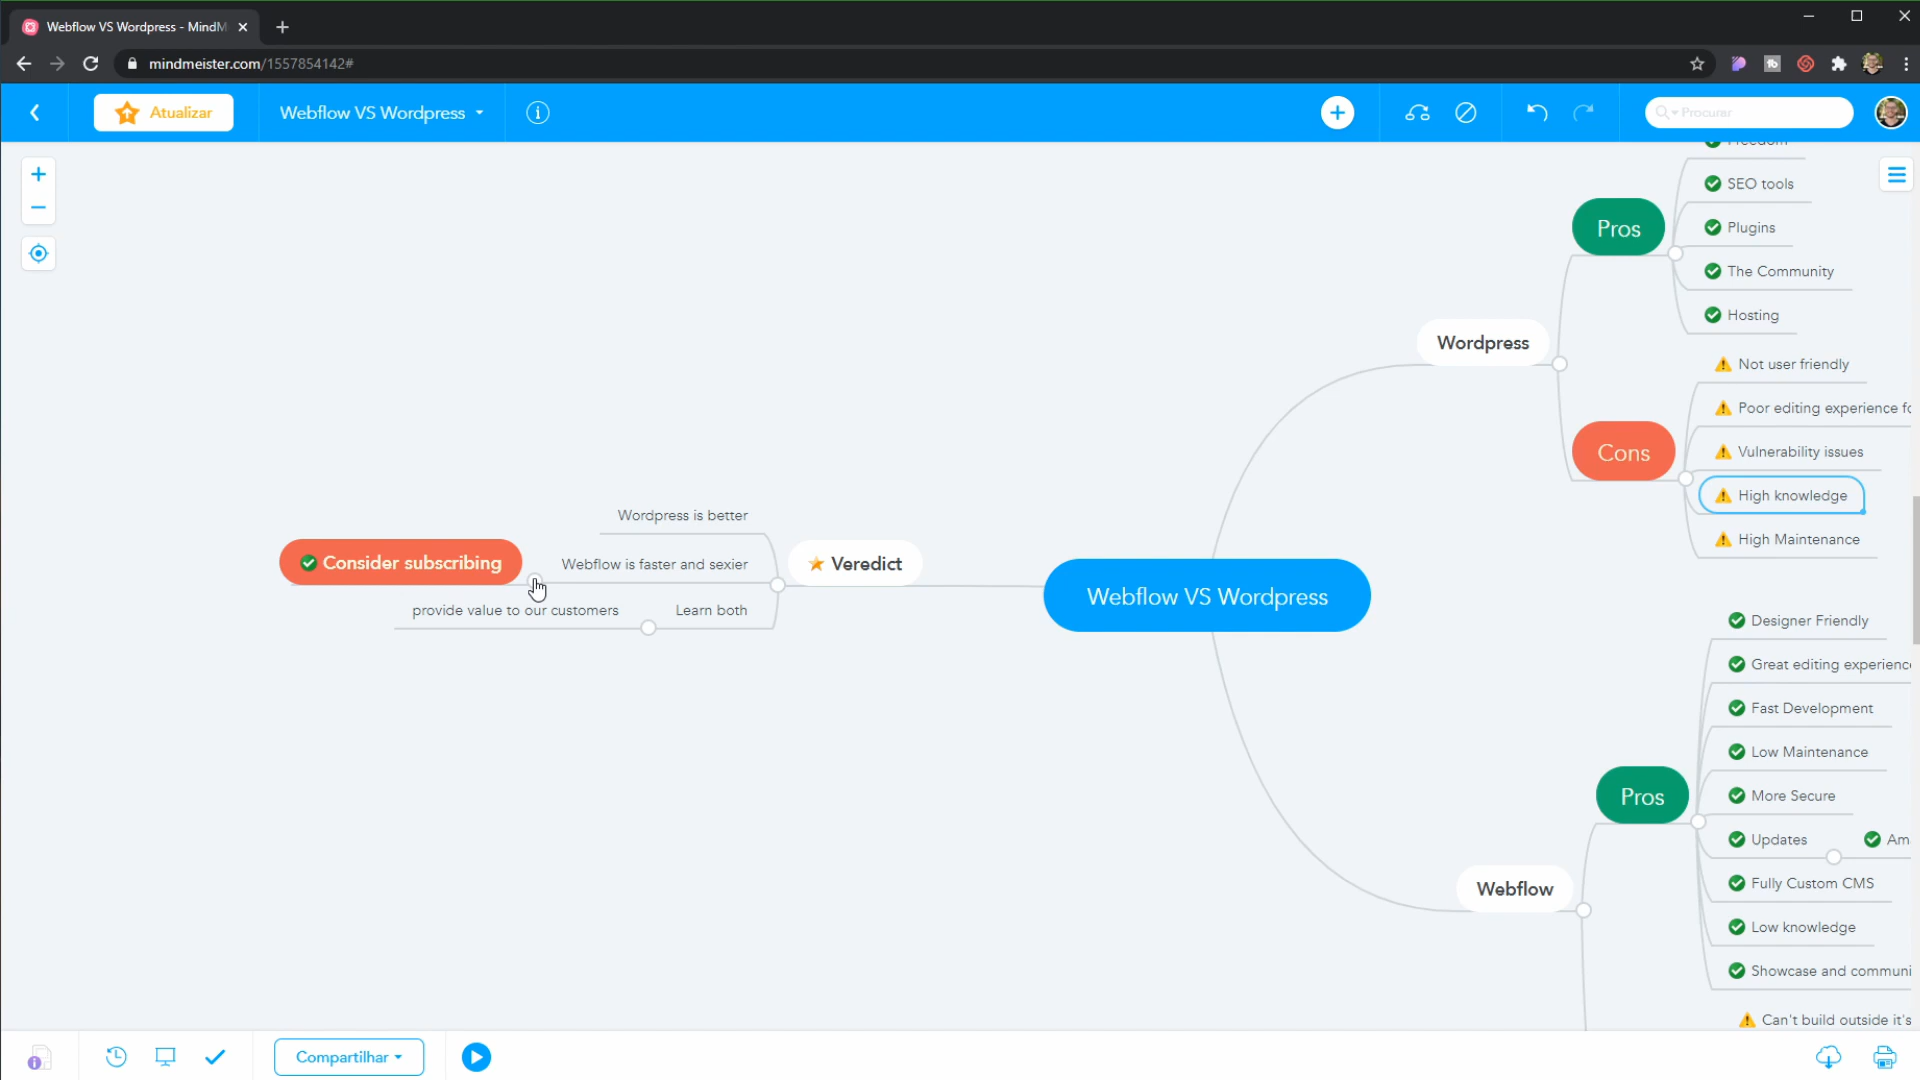 Webflow VS Wordpress - MindM
mindmeister.com/1557854142#
Atualizar
Webflow VS Wordpress
Procurar
Freedom
SEO tools
Pros
Plugins
The Community
Hosting
Wordpress
Not user friendly
Poor editing experience fo
Cons
Vulnerability issues
High knowledge
High Maintenance
Wordpress is better
Consider subscribing
Webflow is faster and sexier
Veredict
provide value to our customers
Learn both
Webflow VS Wordpress
Designer Friendly
Great editing experienc
Fast Development
Low Maintenance
Pros
More Secure
Updates
Am
Fully Custom CMS
Webflow
Low knowledge
Showcase and communi
Can't build outside it's
Compartilhar